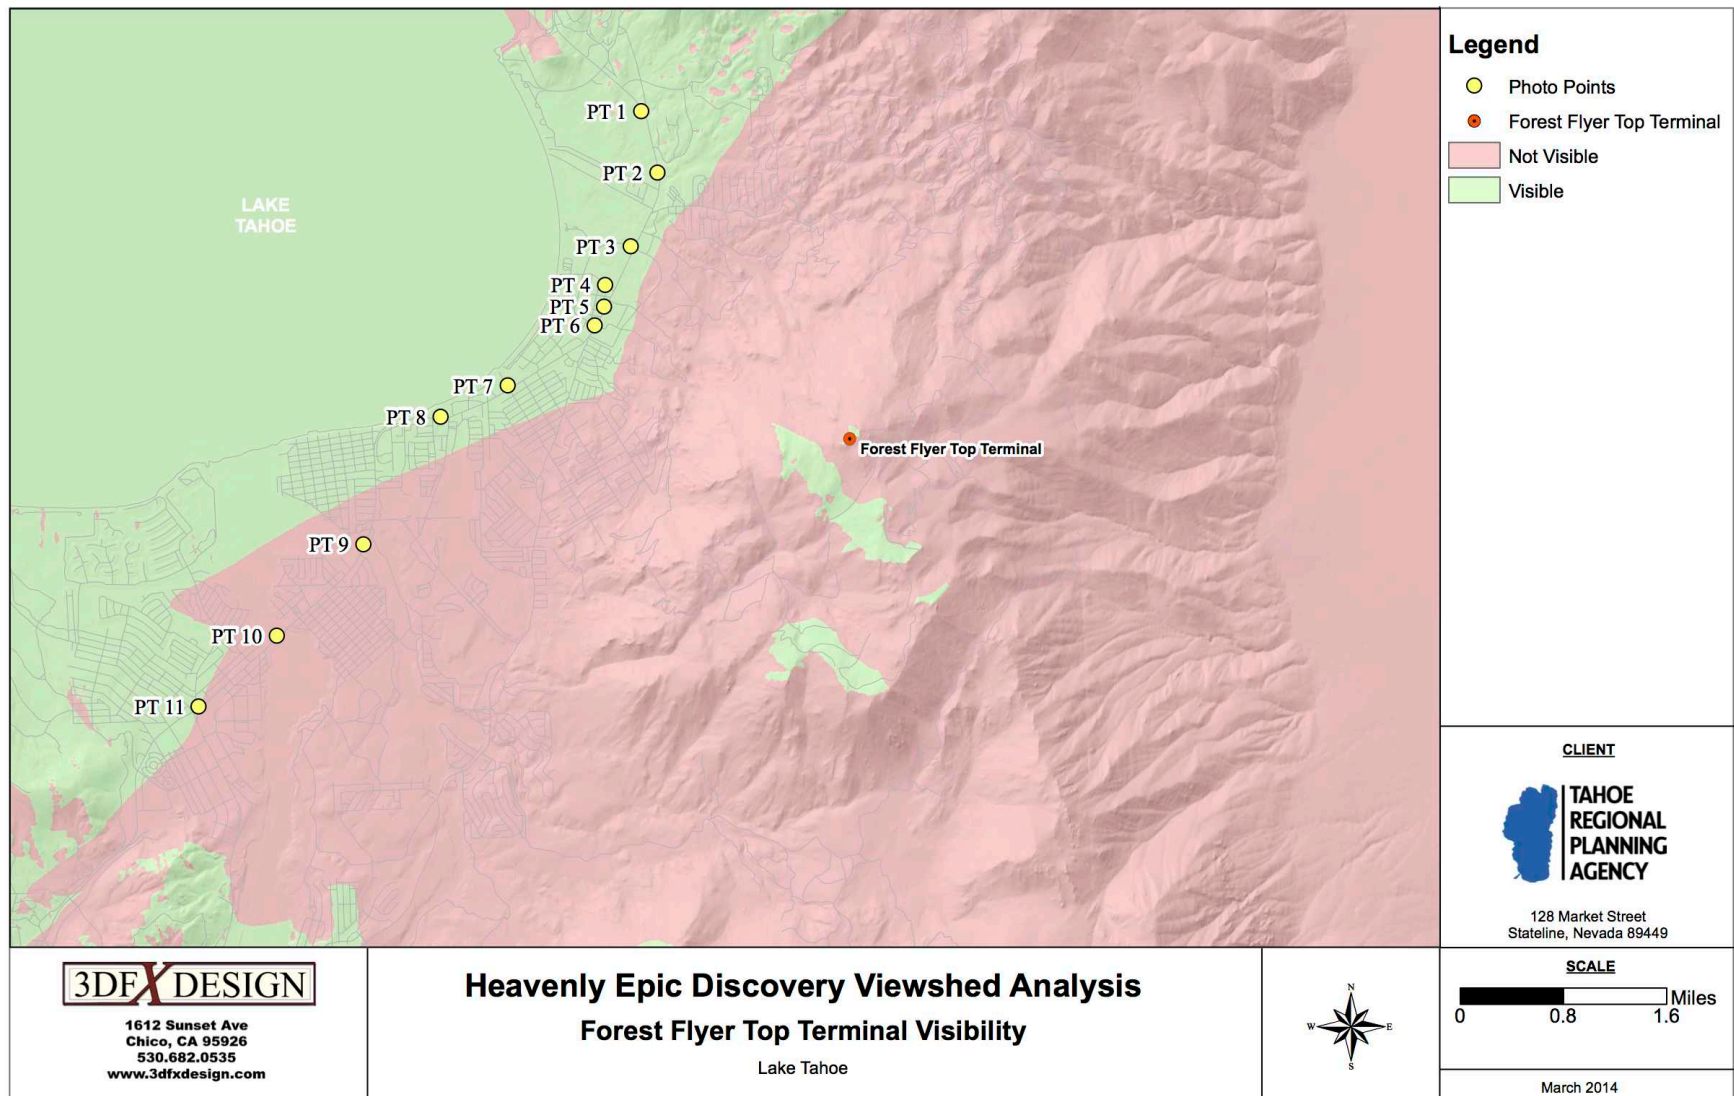 LAKE
TAHOE
PT 1
PT 2
PT 3
PT 4
PT 5
PT 6
PT 7
PT 8
Forest Flyer Top Terminal
PT 9
PT 10
PT 11
Legend
Photo Points
Forest Flyer Top Terminal
Not Visible
Visible
CLIENT
TAHOE
REGIONAL
PLANNING
AGENCY
128 Market Street
Stateline, Nevada 89449
3DFXDESIGN
1612 Sunset Ave
Chico, CA 95926
530.682.0535
www.3dfxdesign.com
Heavenly Epic Discovery Viewshed Analysis
Forest Flyer Top Terminal Visibility
Lake Tahoe
N
W E
S
SCALE
Miles
0 0.8 1.6
March 2014